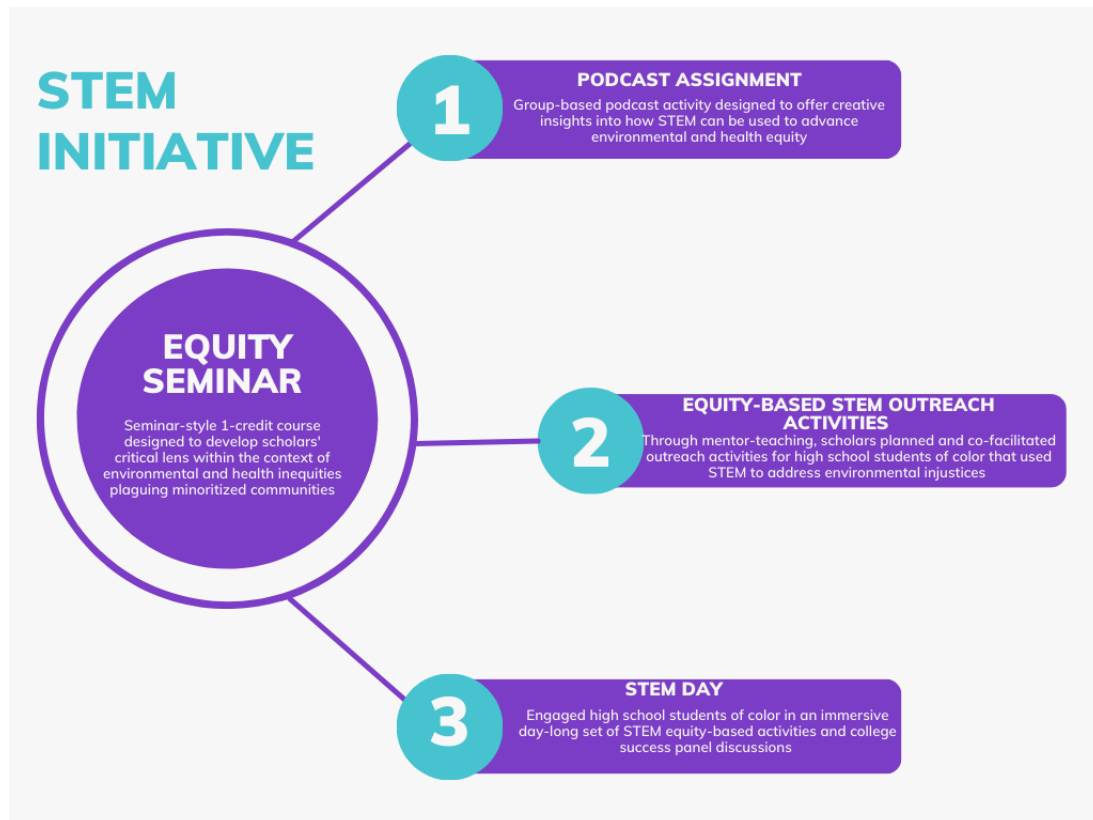 STEM
INITIATIVE
1
PODCAST ASSIGNMENT
Group-based podcast activity designed to offer creative
insights into how STEM can be used to advance
environmental and health equity
EQUITY
SEMINAR
Seminar-style 1-credit course
designed to develop scholars'
critical lens within the context of
environmental and health inequities
plaguing minoritized communities
2
EQUITY-BASED STEM OUTREACH
ACTIVITIES
Through mentor-teaching, scholars planned and co-facilitated
outreach activities for high school students of color that used
STEM to address environmental injustices
3
STEM DAY
Engaged high school students of color in an immersive
day-long set of STEM equity-based activities and college
success panel discussions